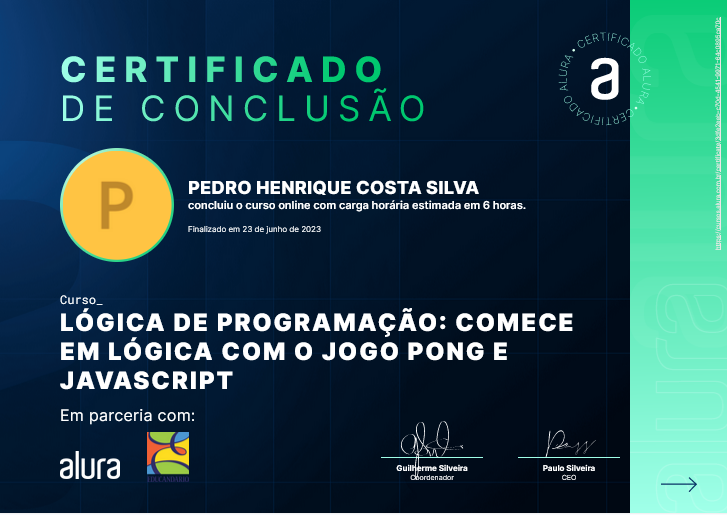 CERTIFICADO
DE CONCLUSÃO
ALURA • CERTIFICADO ALURA • CERTIFICADO
a
P
PEDRO HENRIQUE COSTA SILVA
concluiu o curso online com carga horária estimada em 6 horas.
Finalizado em 23 de junho de 2023
Curso_
LÓGICA DE PROGRAMAÇÃO: COMECE
EM LÓGICA COM O JOGO PONG E
JAVASCRIPT
Em parceria com:
alura
EDUCANDÁRIO
Guilherme Silveira
Coordenador
Paulo Silveira
CEO
alura